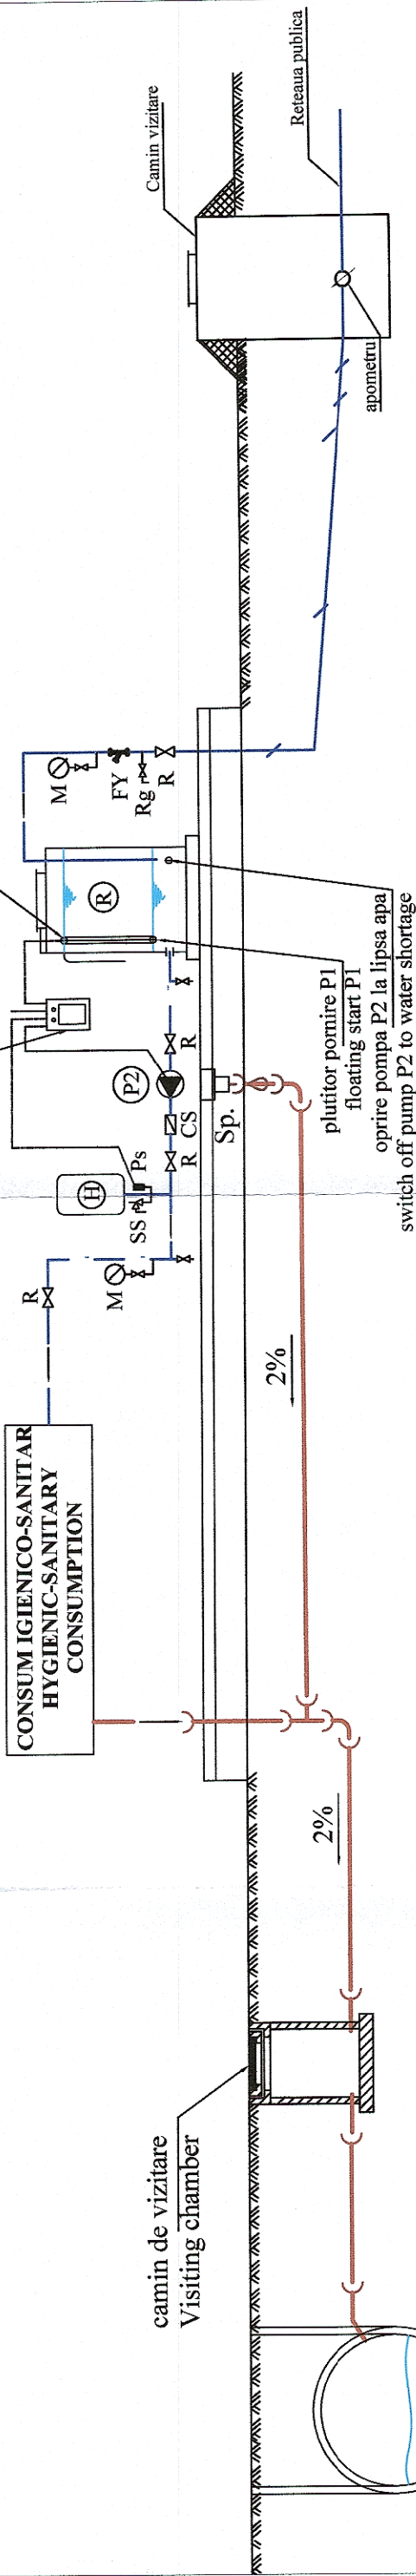 Reteaua publica
Camin vizitare
apometru
M
FY
Rg
R
R
plutitor pornire P1
floating start P1
oprire pompa P2 la lipsa apa
switch off pump P2 to water shortage
P2
R
CS
R
Sp.
H
Ps
SS
M
R
2%
CONSUM IGIENICO-SANITAR
HYGIENIC-SANITARY
CONSUMPTION
2%
camin de vizitare
Visiting chamber